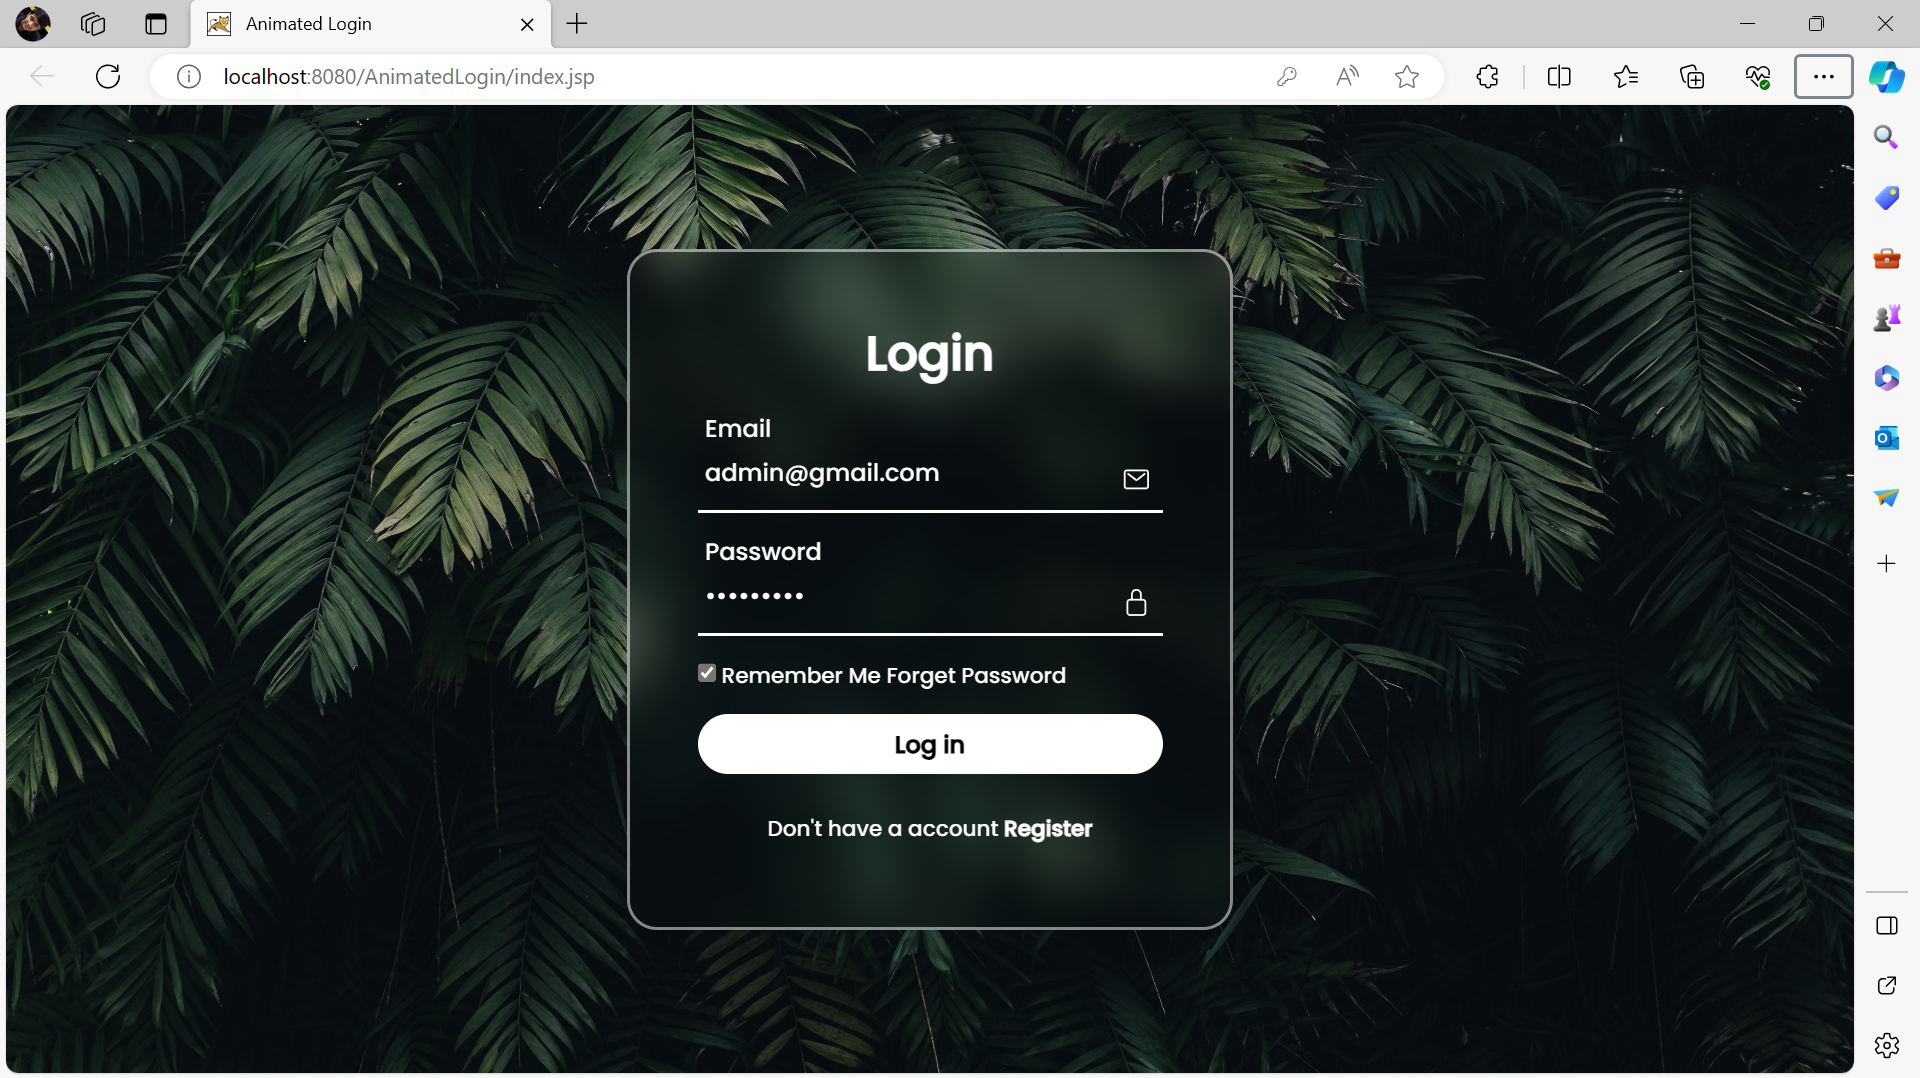 Animated Login
localhost:8080/AnimatedLogin/index.jsp
Login
Email
admin@gmail.com
Password
•••••••••
Remember Me Forget Password
Log in
Don't have a account Register